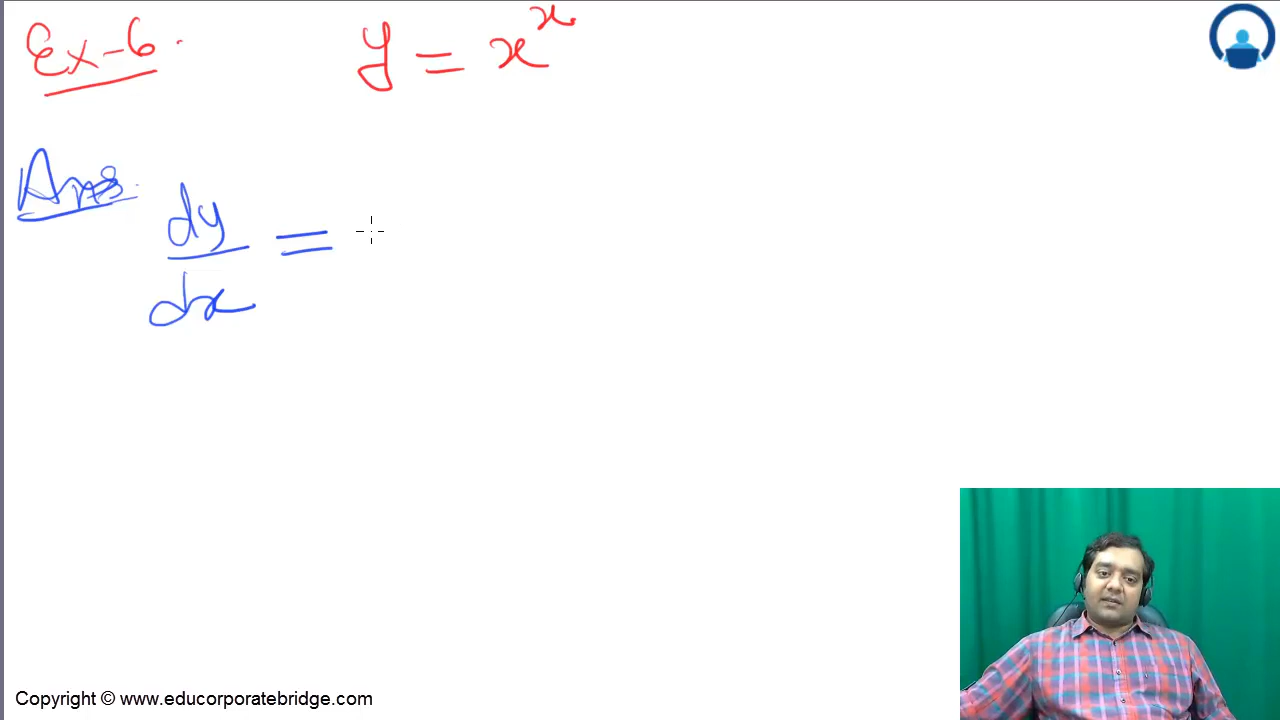 Ex-6. y = x^x
Ans.
dy/dx =
Copyright © www.educorporatebridge.com